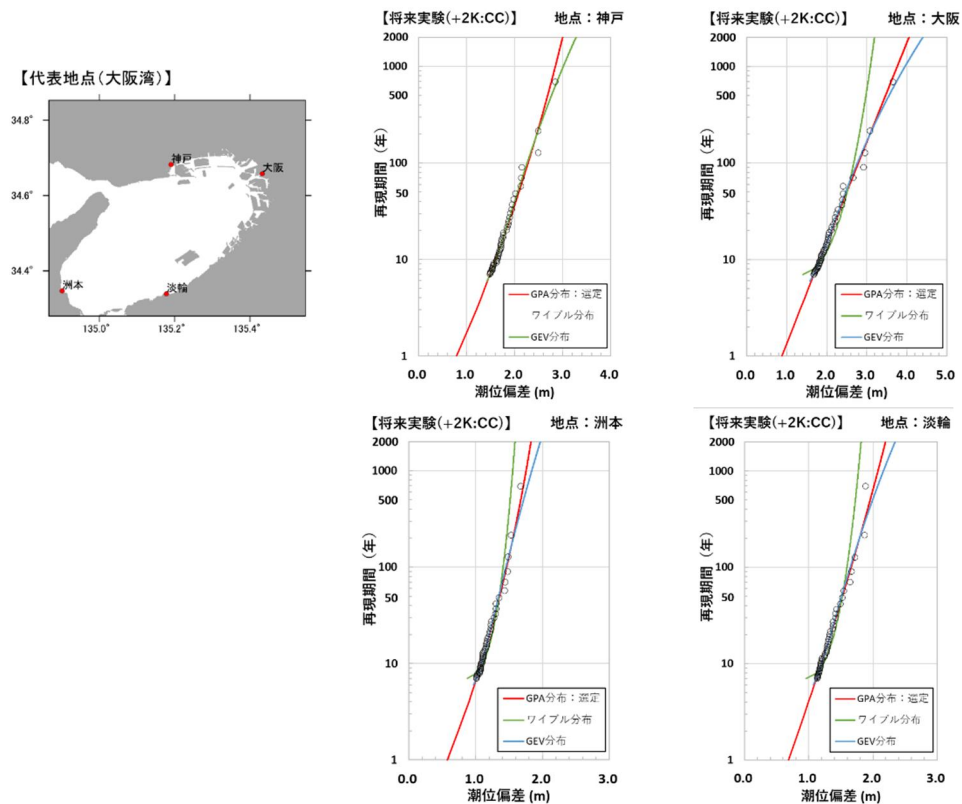 【代表地点(大阪湾)】
34.8°
34.6°
34.4°
135.0°
135.2°
135.4°
神戸
大阪
洲本
淡輪
【将来実験(+2K:CC)】 地点：神戸
再現期間（年）
2000
1000
500
100
50
10
1
0.0 1.0 2.0 3.0 4.0
潮位偏差 (m)
GPA分布：選定
ワイブル分布
GEV分布
【将来実験(+2K:CC)】 地点：大阪
再現期間（年）
2000
1000
500
100
50
10
1
0.0 1.0 2.0 3.0 4.0 5.0
潮位偏差 (m)
GPA分布：選定
ワイブル分布
GEV分布
【将来実験(+2K:CC)】 地点：洲本
再現期間（年）
2000
1000
500
100
50
10
1
0.0 1.0 2.0 3.0
潮位偏差 (m)
GPA分布：選定
ワイブル分布
GEV分布
【将来実験(+2K:CC)】 地点：淡輪
再現期間（年）
2000
1000
500
100
50
10
1
0.0 1.0 2.0 3.0
潮位偏差 (m)
GPA分布：選定
ワイブル分布
GEV分布